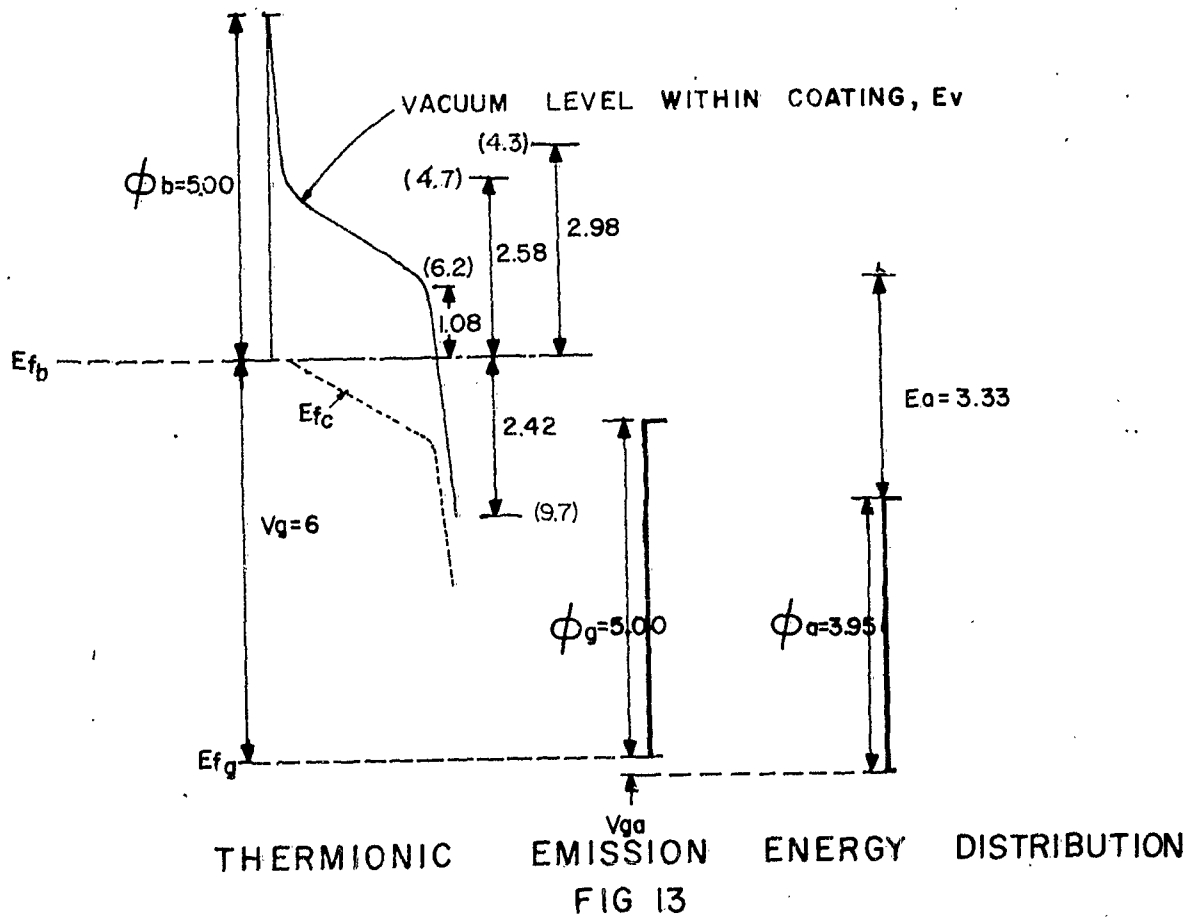 VACUUM LEVEL WITHIN COATING, Ev
(4.3)
(4.7)
ϕb=5.00
2.98
2.58
(6.2)
1.08
Efb
Efc
Ea=3.33
2.42
(9.7)
Vg=6
ϕg=5.00
ϕa=3.95
Efg
Vga
THERMIONIC EMISSION ENERGY DISTRIBUTION
FIG 13